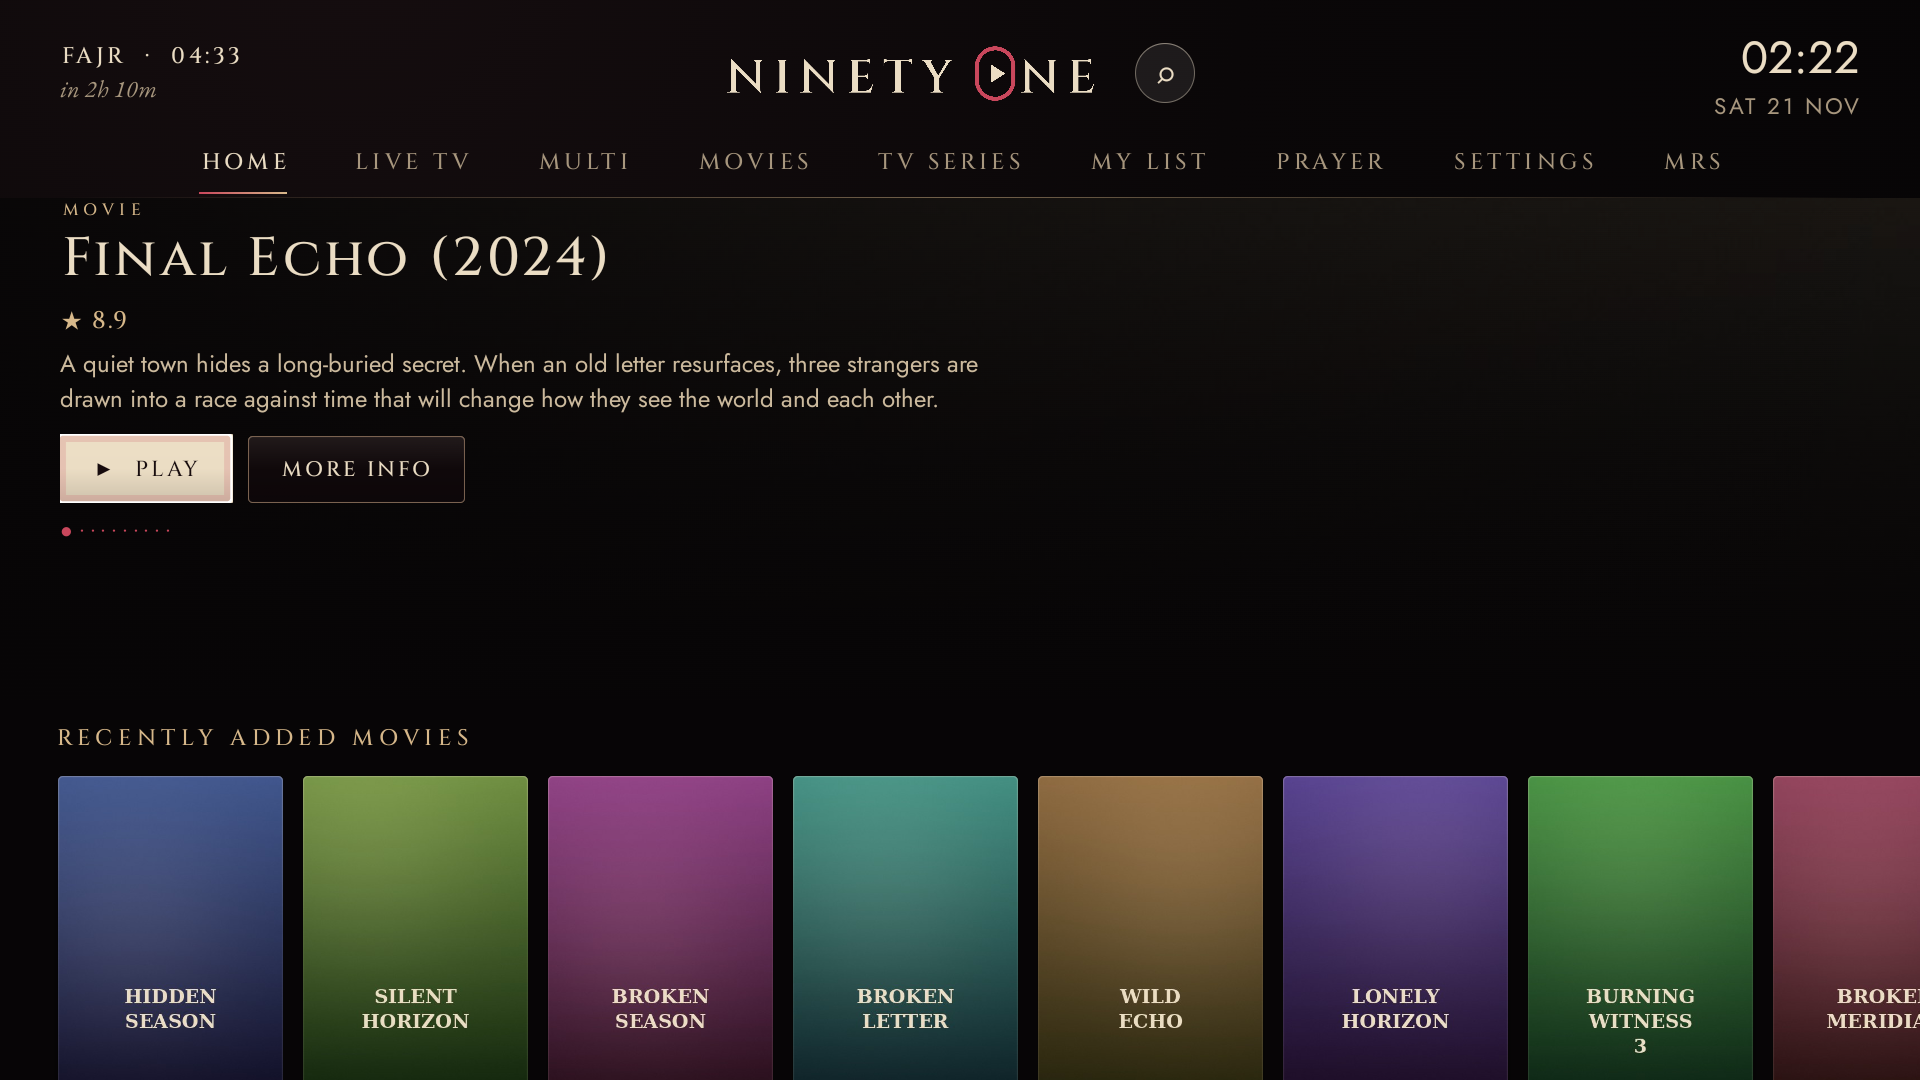 FAJR · 04:33
in 2h 10m
NINETY ONE
02:22
SAT 21 NOV
HOME LIVE TV MULTI MOVIES TV SERIES MY LIST PRAYER SETTINGS MRS
MOVIE
FINAL ECHO (2024)
★ 8.9
A quiet town hides a long-buried secret. When an old letter resurfaces, three strangers are
drawn into a race against time that will change how they see the world and each other.
► PLAY
MORE INFO
RECENTLY ADDED MOVIES
HIDDEN
SEASON
SILENT
HORIZON
BROKEN
SEASON
BROKEN
LETTER
WILD
ECHO
LONELY
HORIZON
BURNING
WITNESS
3